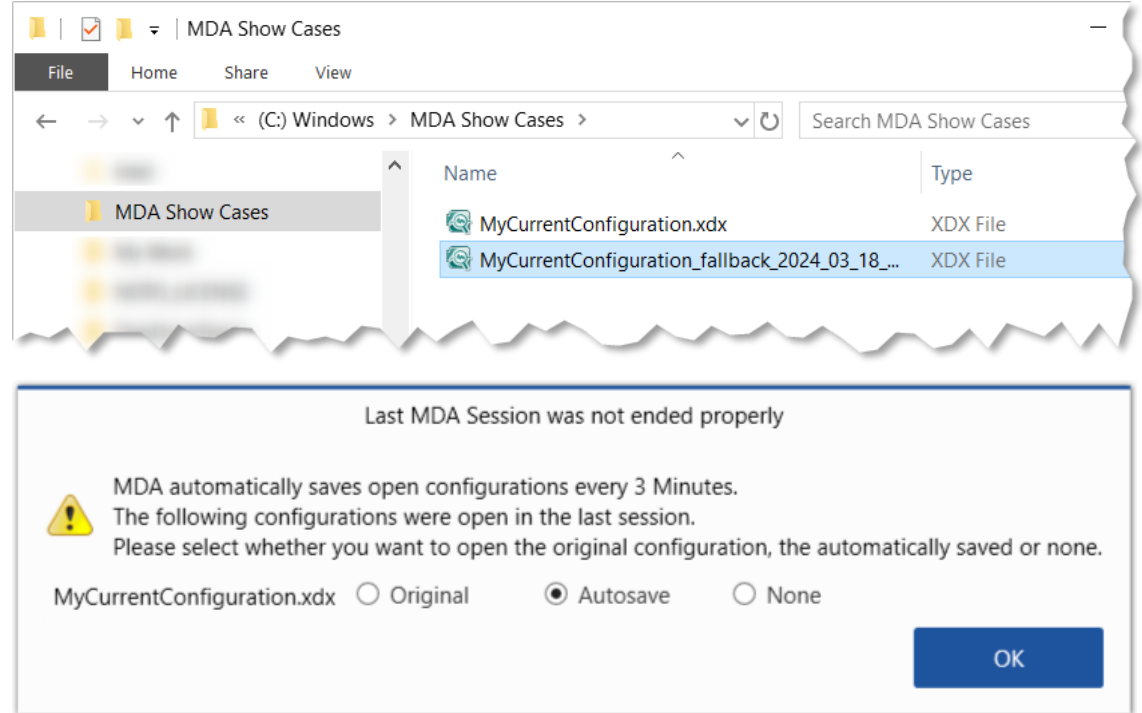 MDA Show Cases
File Home Share View
« (C:) Windows > MDA Show Cases > Search MDA Show Cases
Name Type
MDA Show Cases
MyCurrentConfiguration.xdx XDX File
MyCurrentConfiguration_fallback_2024_03_18_... XDX File
Last MDA Session was not ended properly
MDA automatically saves open configurations every 3 Minutes.
The following configurations were open in the last session.
Please select whether you want to open the original configuration, the automatically saved or none.
MyCurrentConfiguration.xdx Original Autosave None
OK